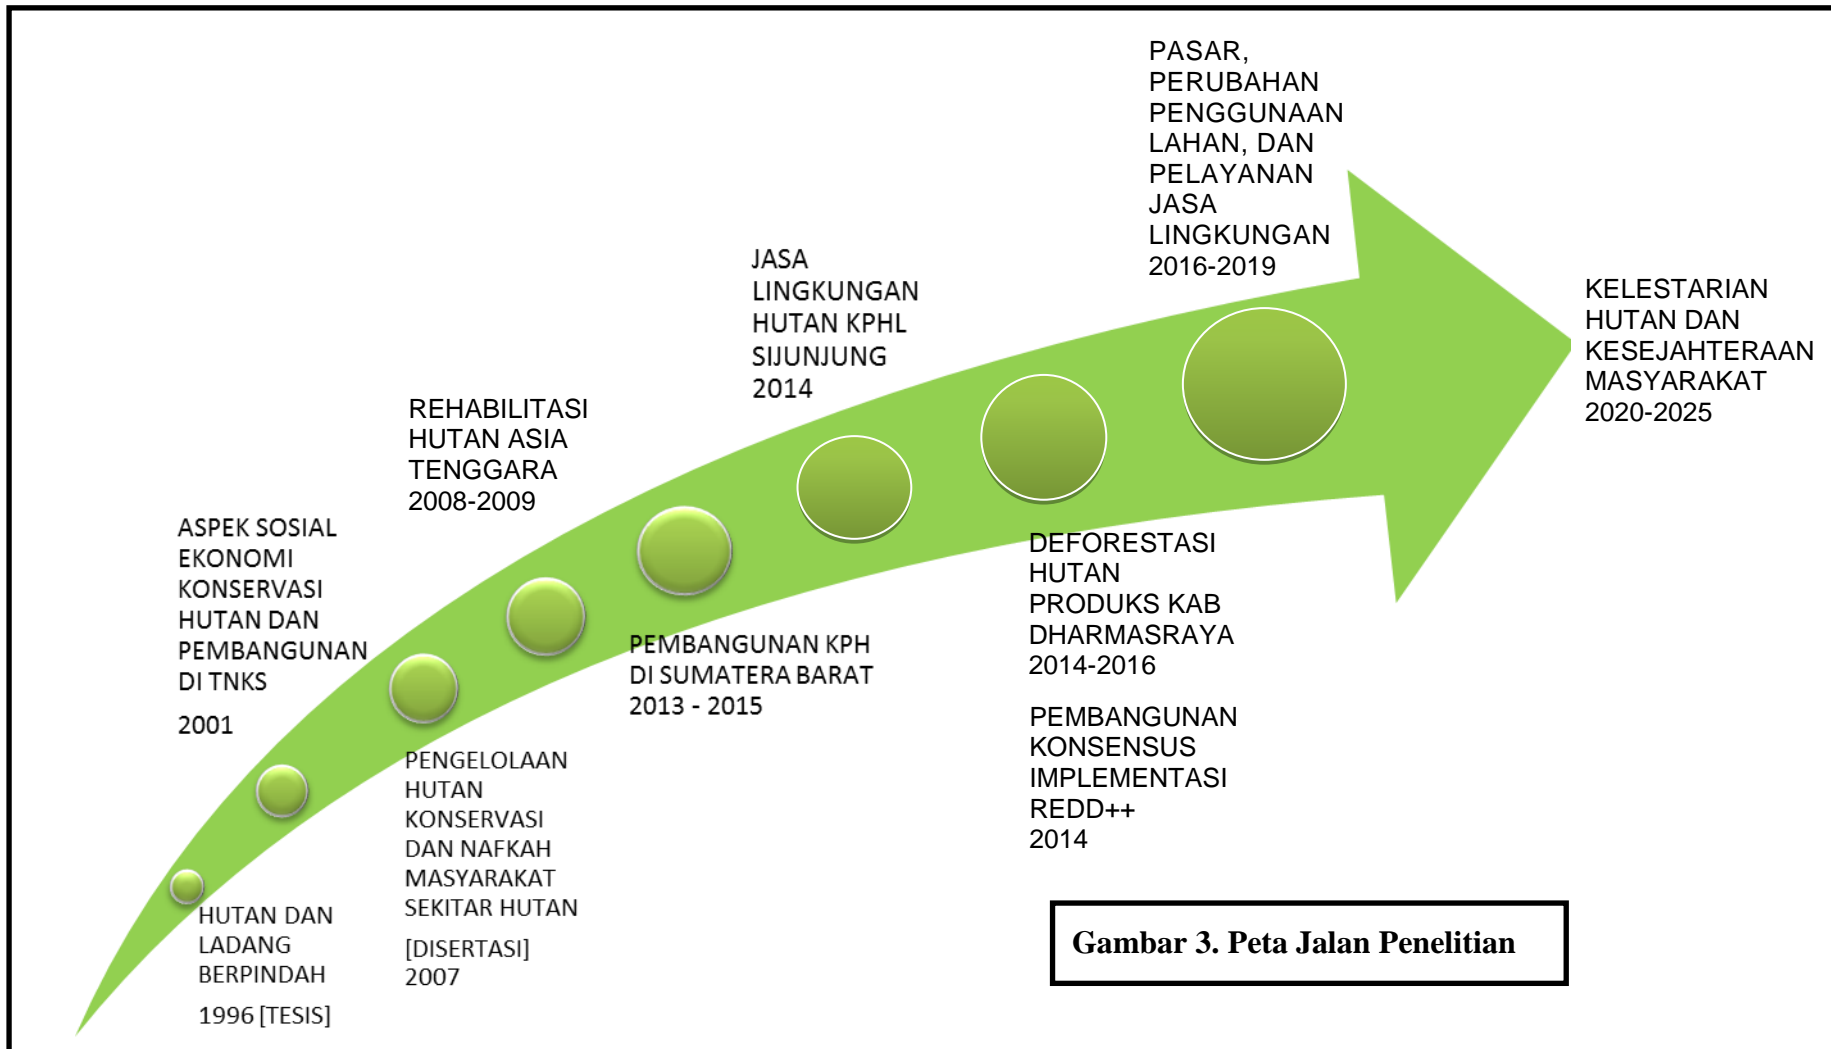 HUTAN DAN
LADANG
BERPINDAH
1996 [TESIS]
ASPEK SOSIAL
EKONOMI
KONSERVASI
HUTAN DAN
PEMBANGUNAN
DI TNKS
2001
PENGELOLAAN
HUTAN
KONSERVASI
DAN NAFKAH
MASYARAKAT
SEKITAR HUTAN
[DISERTASI]
2007
REHABILITASI
HUTAN ASIA
TENGGARA
2008-2009
PEMBANGUNAN KPH
DI SUMATERA BARAT
2013 - 2015
JASA
LINGKUNGAN
HUTAN KPHL
SIJUNJUNG
2014
DEFORESTASI
HUTAN
PRODUKS KAB
DHARMASRAYA
2014-2016
PEMBANGUNAN
KONSENSUS
IMPLEMENTASI
REDD++
2014
PASAR,
PERUBAHAN
PENGGUNAAN
LAHAN, DAN
PELAYANAN
JASA
LINGKUNGAN
2016-2019
KELESTARIAN
HUTAN DAN
KESEJAHTERAAN
MASYARAKAT
2020-2025
Gambar 3. Peta Jalan Penelitian